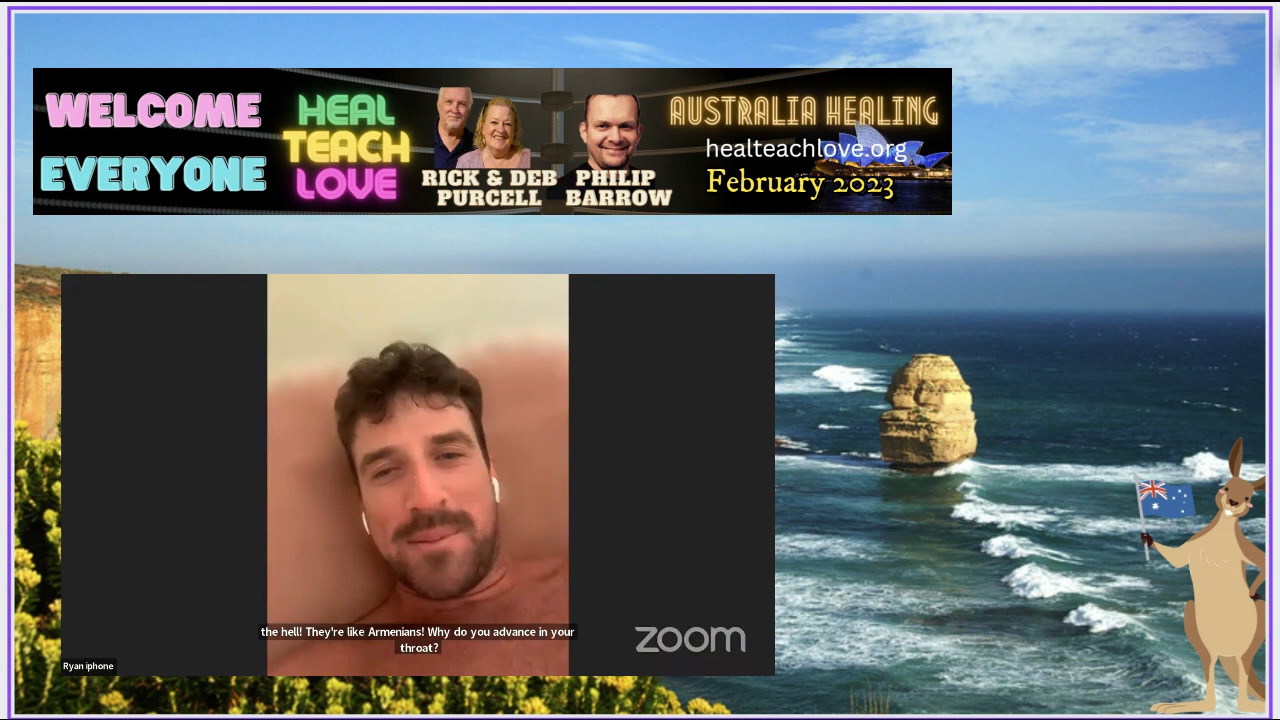 WELCOME
EVERYONE
HEAL
TEACH
LOVE
RICK & DEB
PURCELL
PHILIP
BARROW
AUSTRALIA HEALING
healteachlove.org
February 2023
the hell! They're like Armenians! Why do you advance in your
throat?
zoom
Ryan iphone